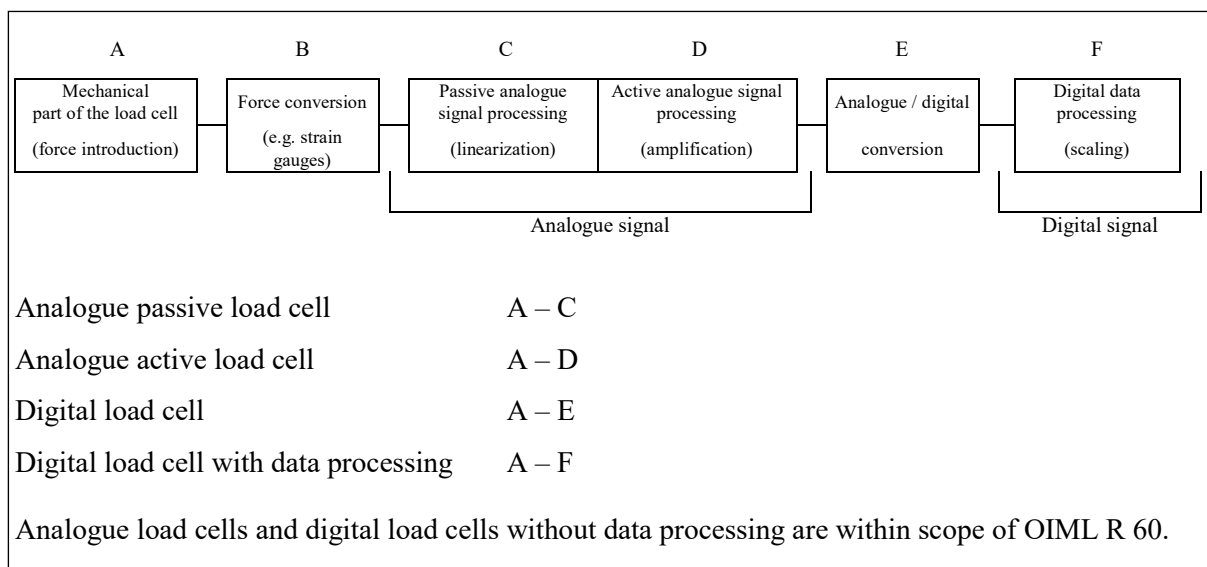 A
B
C
D
E
F
Mechanical
part of the load cell
(force introduction)
Force conversion
(e.g. strain
gauges)
Passive analogue
signal processing
(linearization)
Active analogue signal
processing
(amplification)
Analogue / digital
conversion
Digital data
processing
(scaling)
Analogue signal
Digital signal
Analogue passive load cell A – C
Analogue active load cell A – D
Digital load cell A – E
Digital load cell with data processing A – F
Analogue load cells and digital load cells without data processing are within scope of OIML R 60.